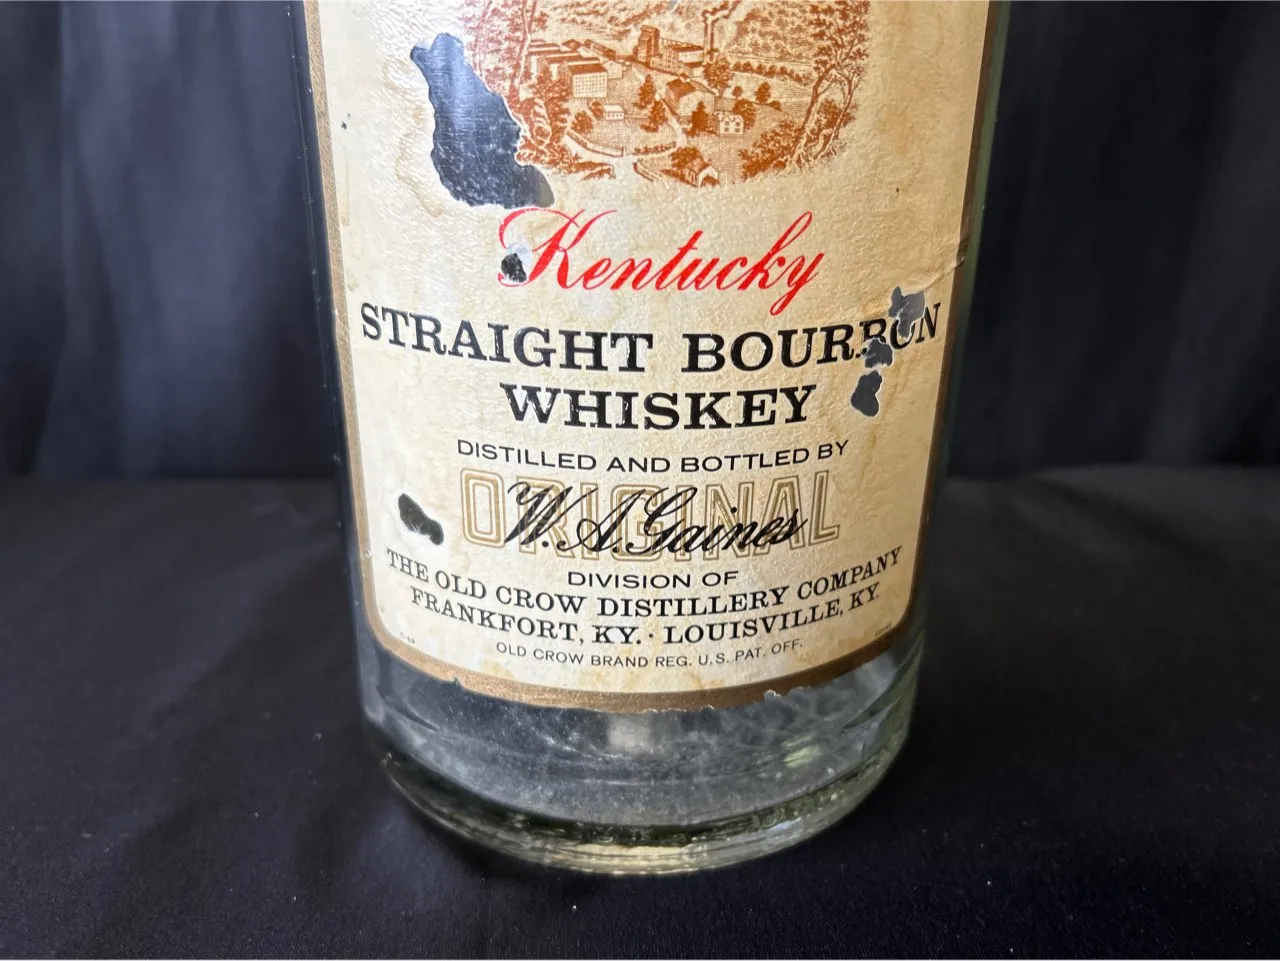 Kentucky
STRAIGHT BOURBON
WHISKEY
DISTILLED AND BOTTLED BY
ORIGINAL
W. A. Gaines
DIVISION OF
THE OLD CROW DISTILLERY COMPANY
FRANKFORT, KY. · LOUISVILLE, KY.
OLD CROW BRAND REG. U.S. PAT. OFF.